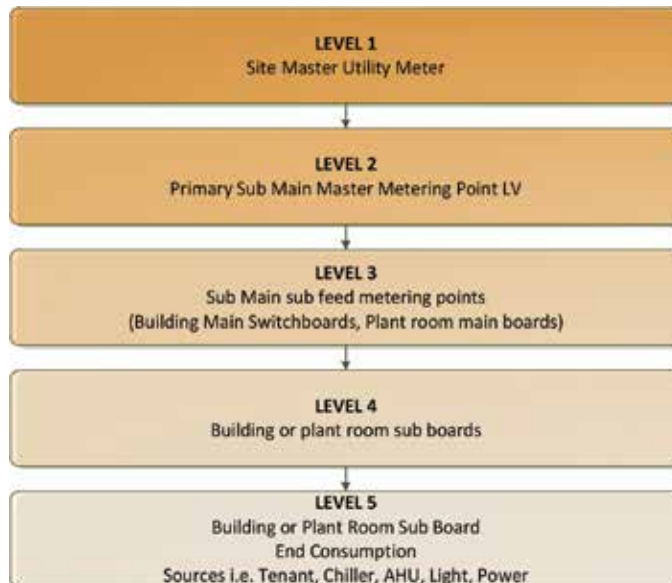 LEVEL 1
Site Master Utility Meter
LEVEL 2
Primary Sub Main Master Metering Point LV
LEVEL 3
Sub Main sub feed metering points
(Building Main Switchboards, Plant room main boards)
LEVEL 4
Building or plant room sub boards
LEVEL 5
Building or Plant Room Sub Board
End Consumption
Sources i.e. Tenant, Chiller, AHU, Light, Power